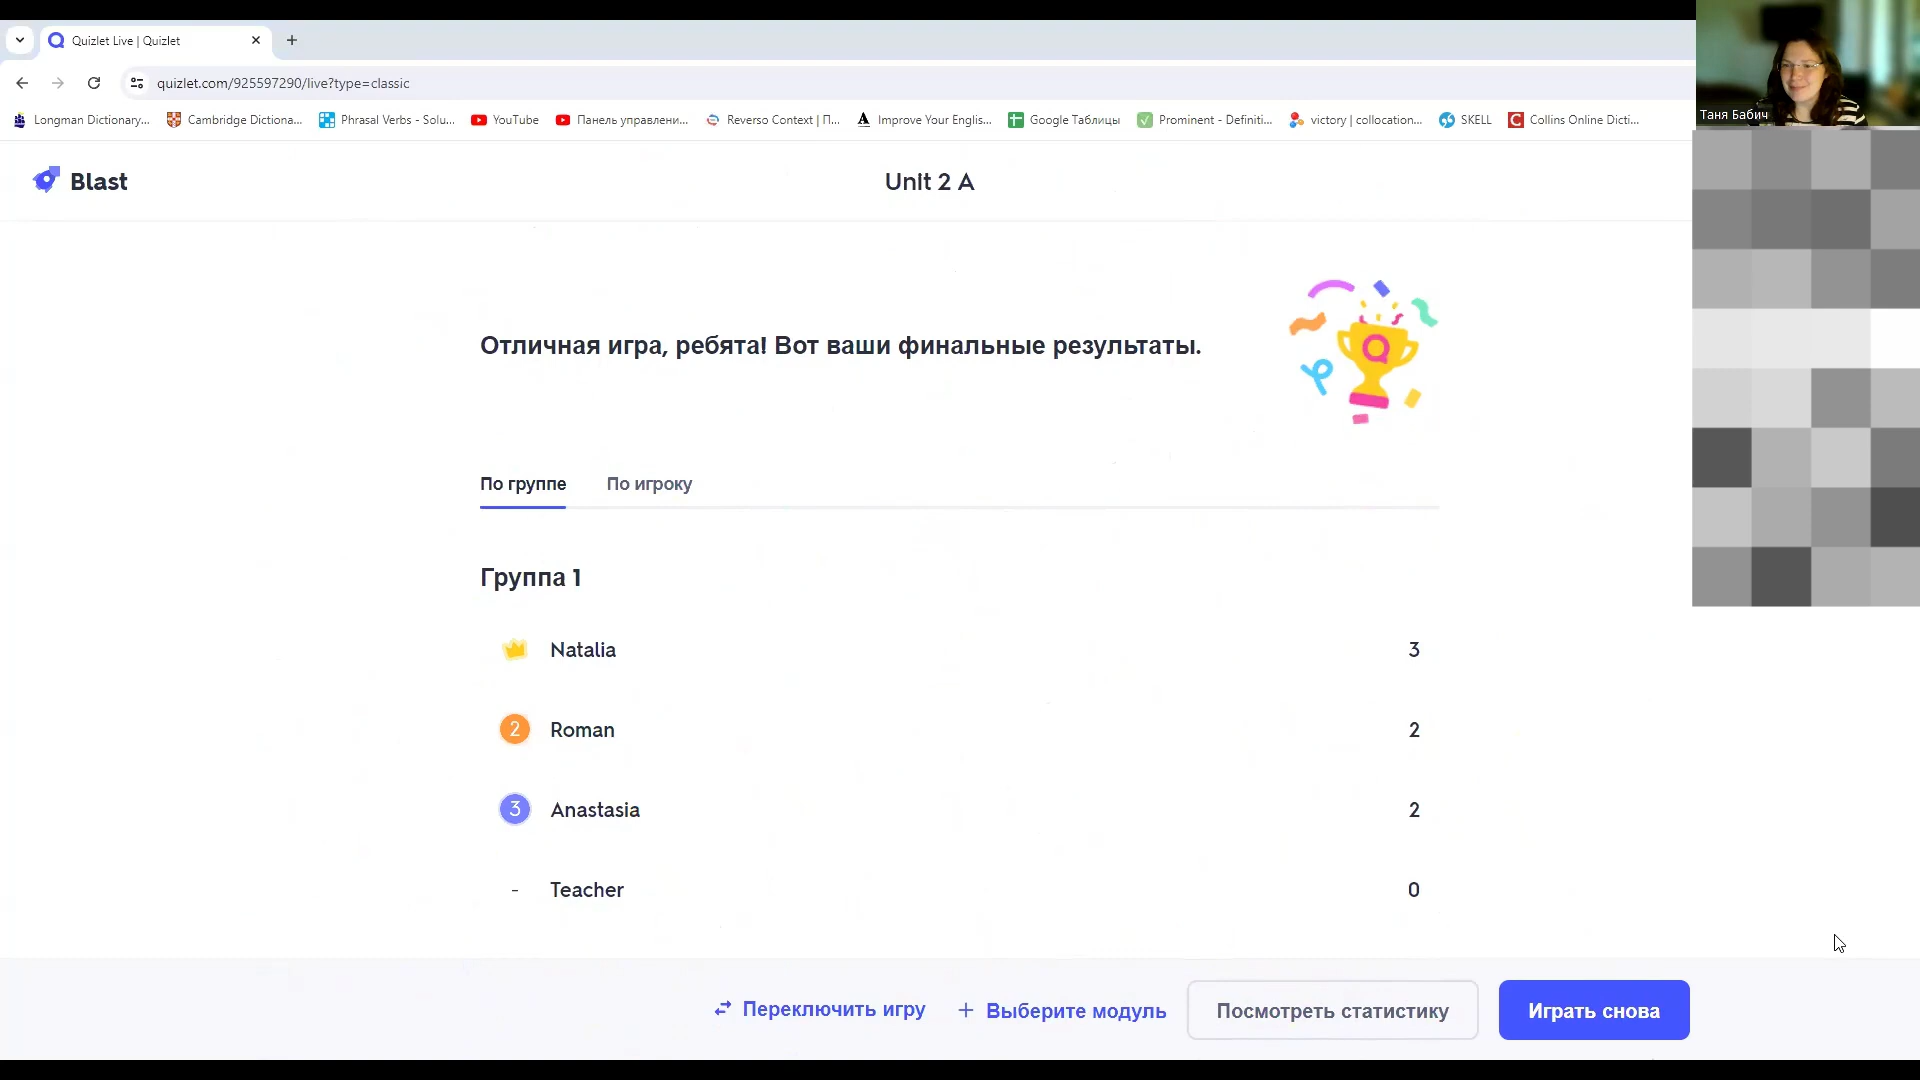 Quizlet Live | Quizlet
quizlet.com/925597290/live?type=classic
Longman Dictionary... Cambridge Dictiona... Phrasal Verbs - Solu... YouTube Панель управлени... Reverso Context | П... Improve Your Englis... Google Таблицы Prominent - Definiti... victory | collocation... SKELL Collins Online Dicti...
Таня Бабич
Blast
Unit 2 A
Отличная игра, ребята! Вот ваши финальные результаты.
По группе По игроку
Группа 1
Natalia 3
2 Roman 2
3 Anastasia 2
- Teacher 0
Переключить игру + Выберите модуль Посмотреть статистику Играть снова